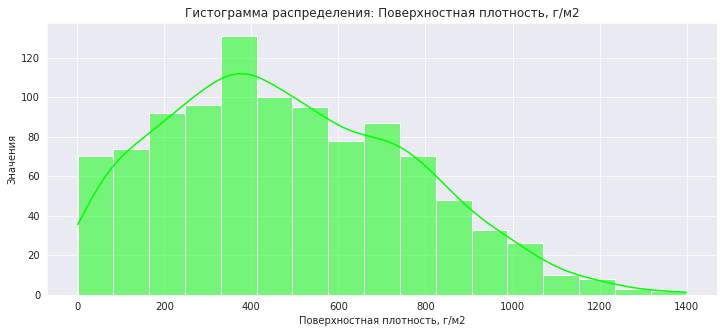 Гистограмма распределения: Поверхностная плотность, г/м2
120
100
80
60
40
20
0
Значения
0 200 400 600 800 1000 1200 1400
Поверхностная плотность, г/м2